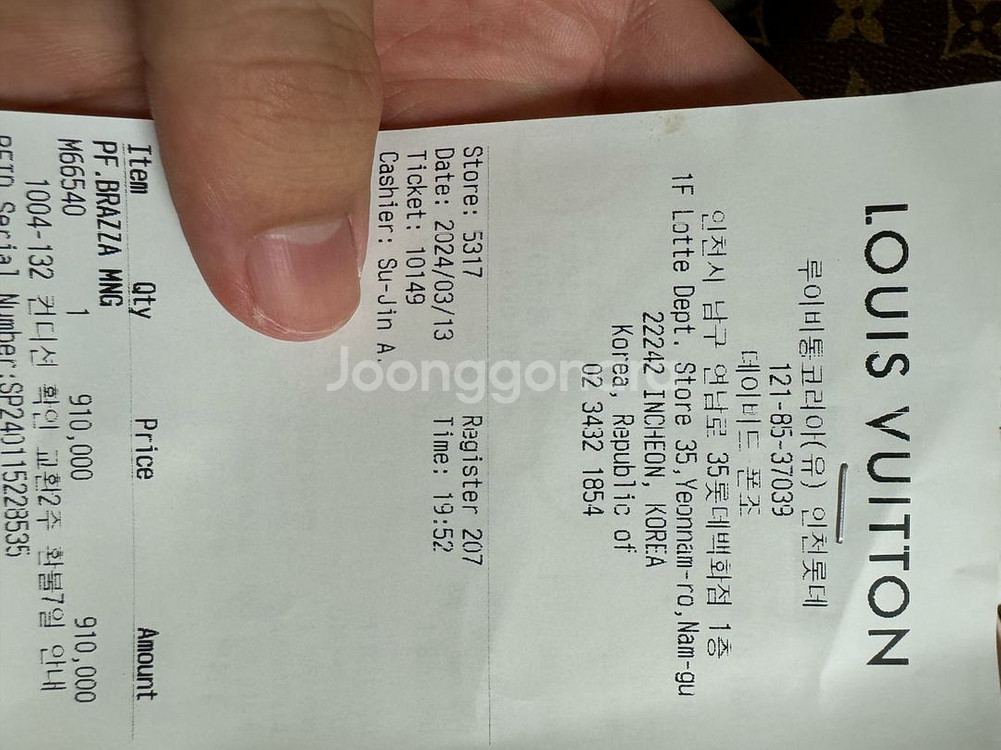 LOUIS VUITTON
루이비통코리아(유) 인천롯데
121-85-37039
데이비드 폰조
인천시 남구 연남로 35롯데백화점 1층
1F Lotte Dept. Store 35,Yeonnam-ro,Nam-gu
22242 INCHEON, KOREA
Korea, Republic of
02 3432 1854
Store: 5317 Register 207
Date: 2024/03/13 Time: 19:52
Ticket: 10149
Cashier: Su-Jin A.
Item Qty Price Amount
PF.BRAZZA MNG
M66540 1 910,000 910,000
1004-132 컨디션 확인 교환2주 환불7일 안내
RFID Serial Number:SP240115228535